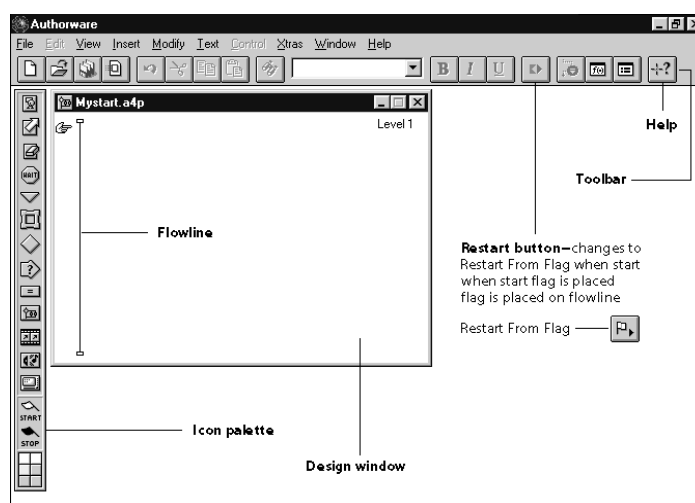 Authorware
File Edit View Insert Modify Text Control Xtras Window Help
B I U f(x) ?
Mystart.a4p
Level 1
Help
Toolbar
WAIT
Flowline
Restart button—changes to
Restart From Flag when start
when start flag is placed
flag is placed on flowline
?
=
Restart From Flag
START
STOP
Icon palette
Design window